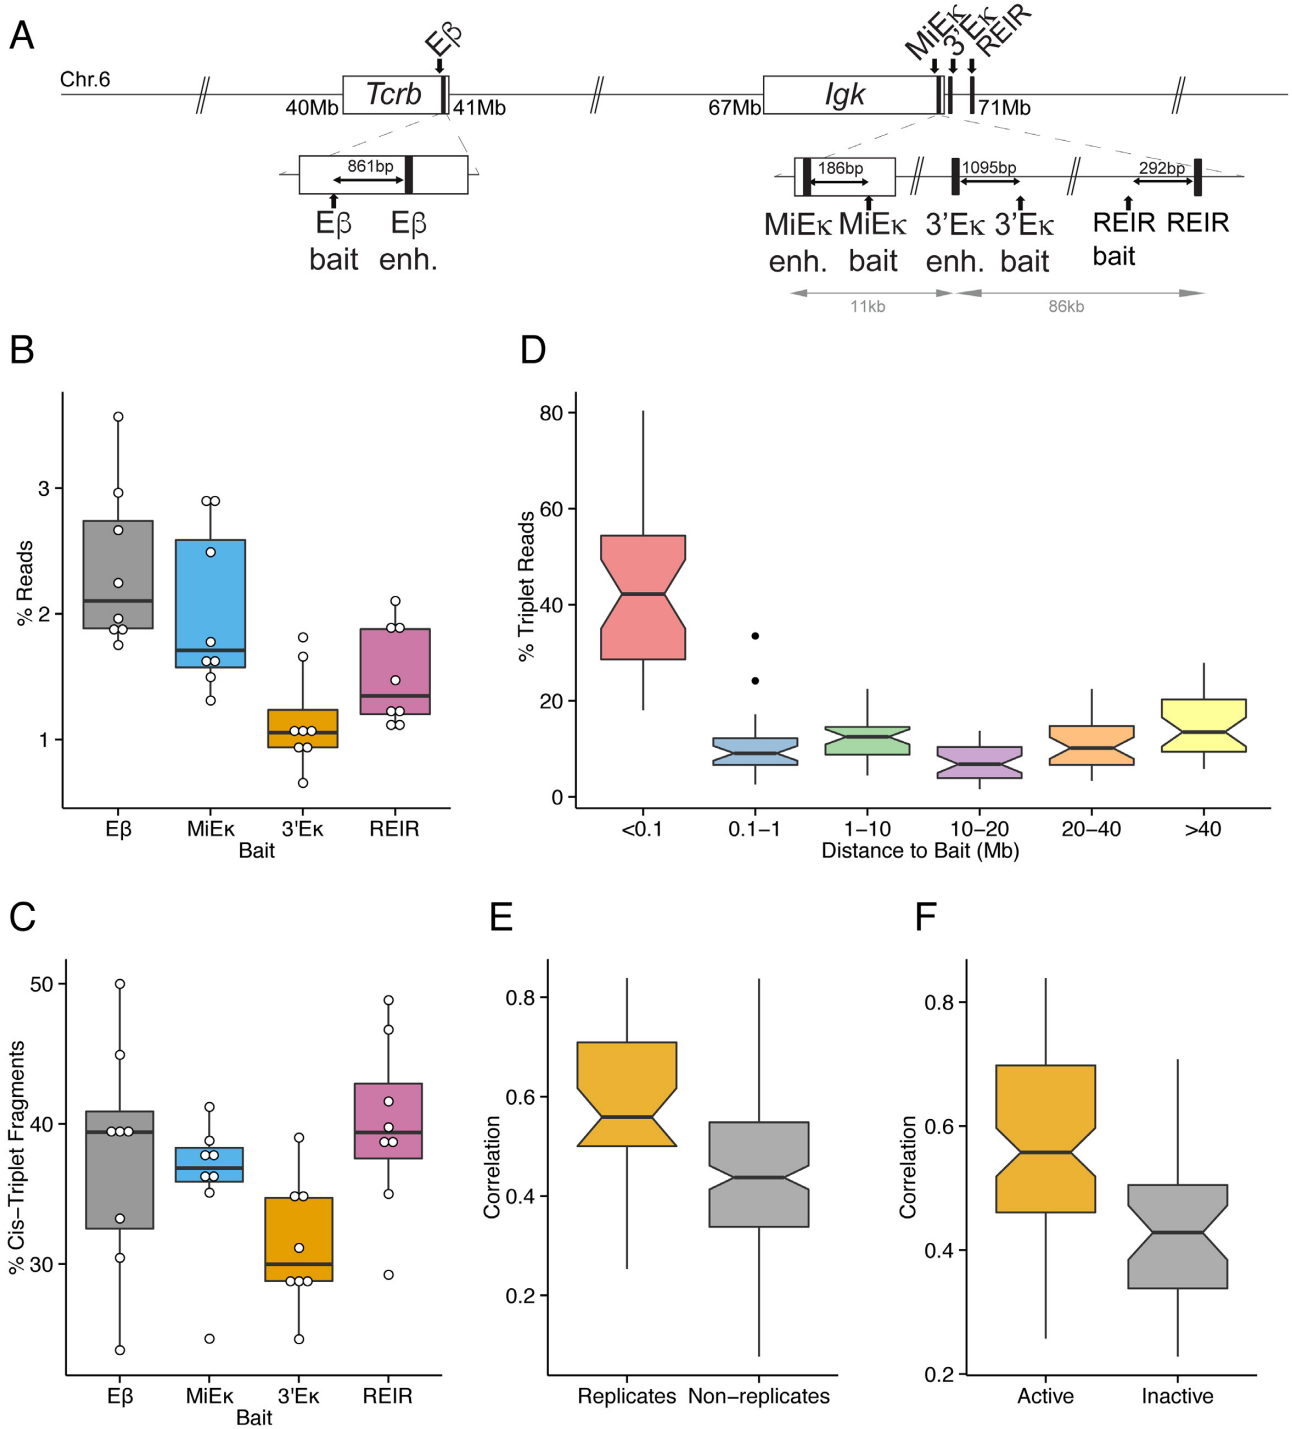 A
Eβ
MiEκ
3'Eκ
REIR
Chr.6
Tcrb
Igk
40Mb
41Mb
67Mb
71Mb
861bp
186bp
1095bp
292bp
Eβ bait
Eβ enh.
MiEκ enh.
MiEκ bait
3'Eκ enh.
3'Eκ bait
REIR bait
REIR
11kb
86kb
B
% Reads
3
2
1
Eβ MiEκ 3'Eκ REIR
Bait
D
% Triplet Reads
80
60
40
20
0
<0.1 0.1–1 1–10 10–20 20–40 >40
Distance to Bait (Mb)
C
% Cis–Triplet Fragments
50
40
30
Eβ MiEκ 3'Eκ REIR
Bait
E
Correlation
0.8
0.6
0.4
0.2
Replicates Non−replicates
F
Correlation
0.8
0.6
0.4
0.2
Active Inactive